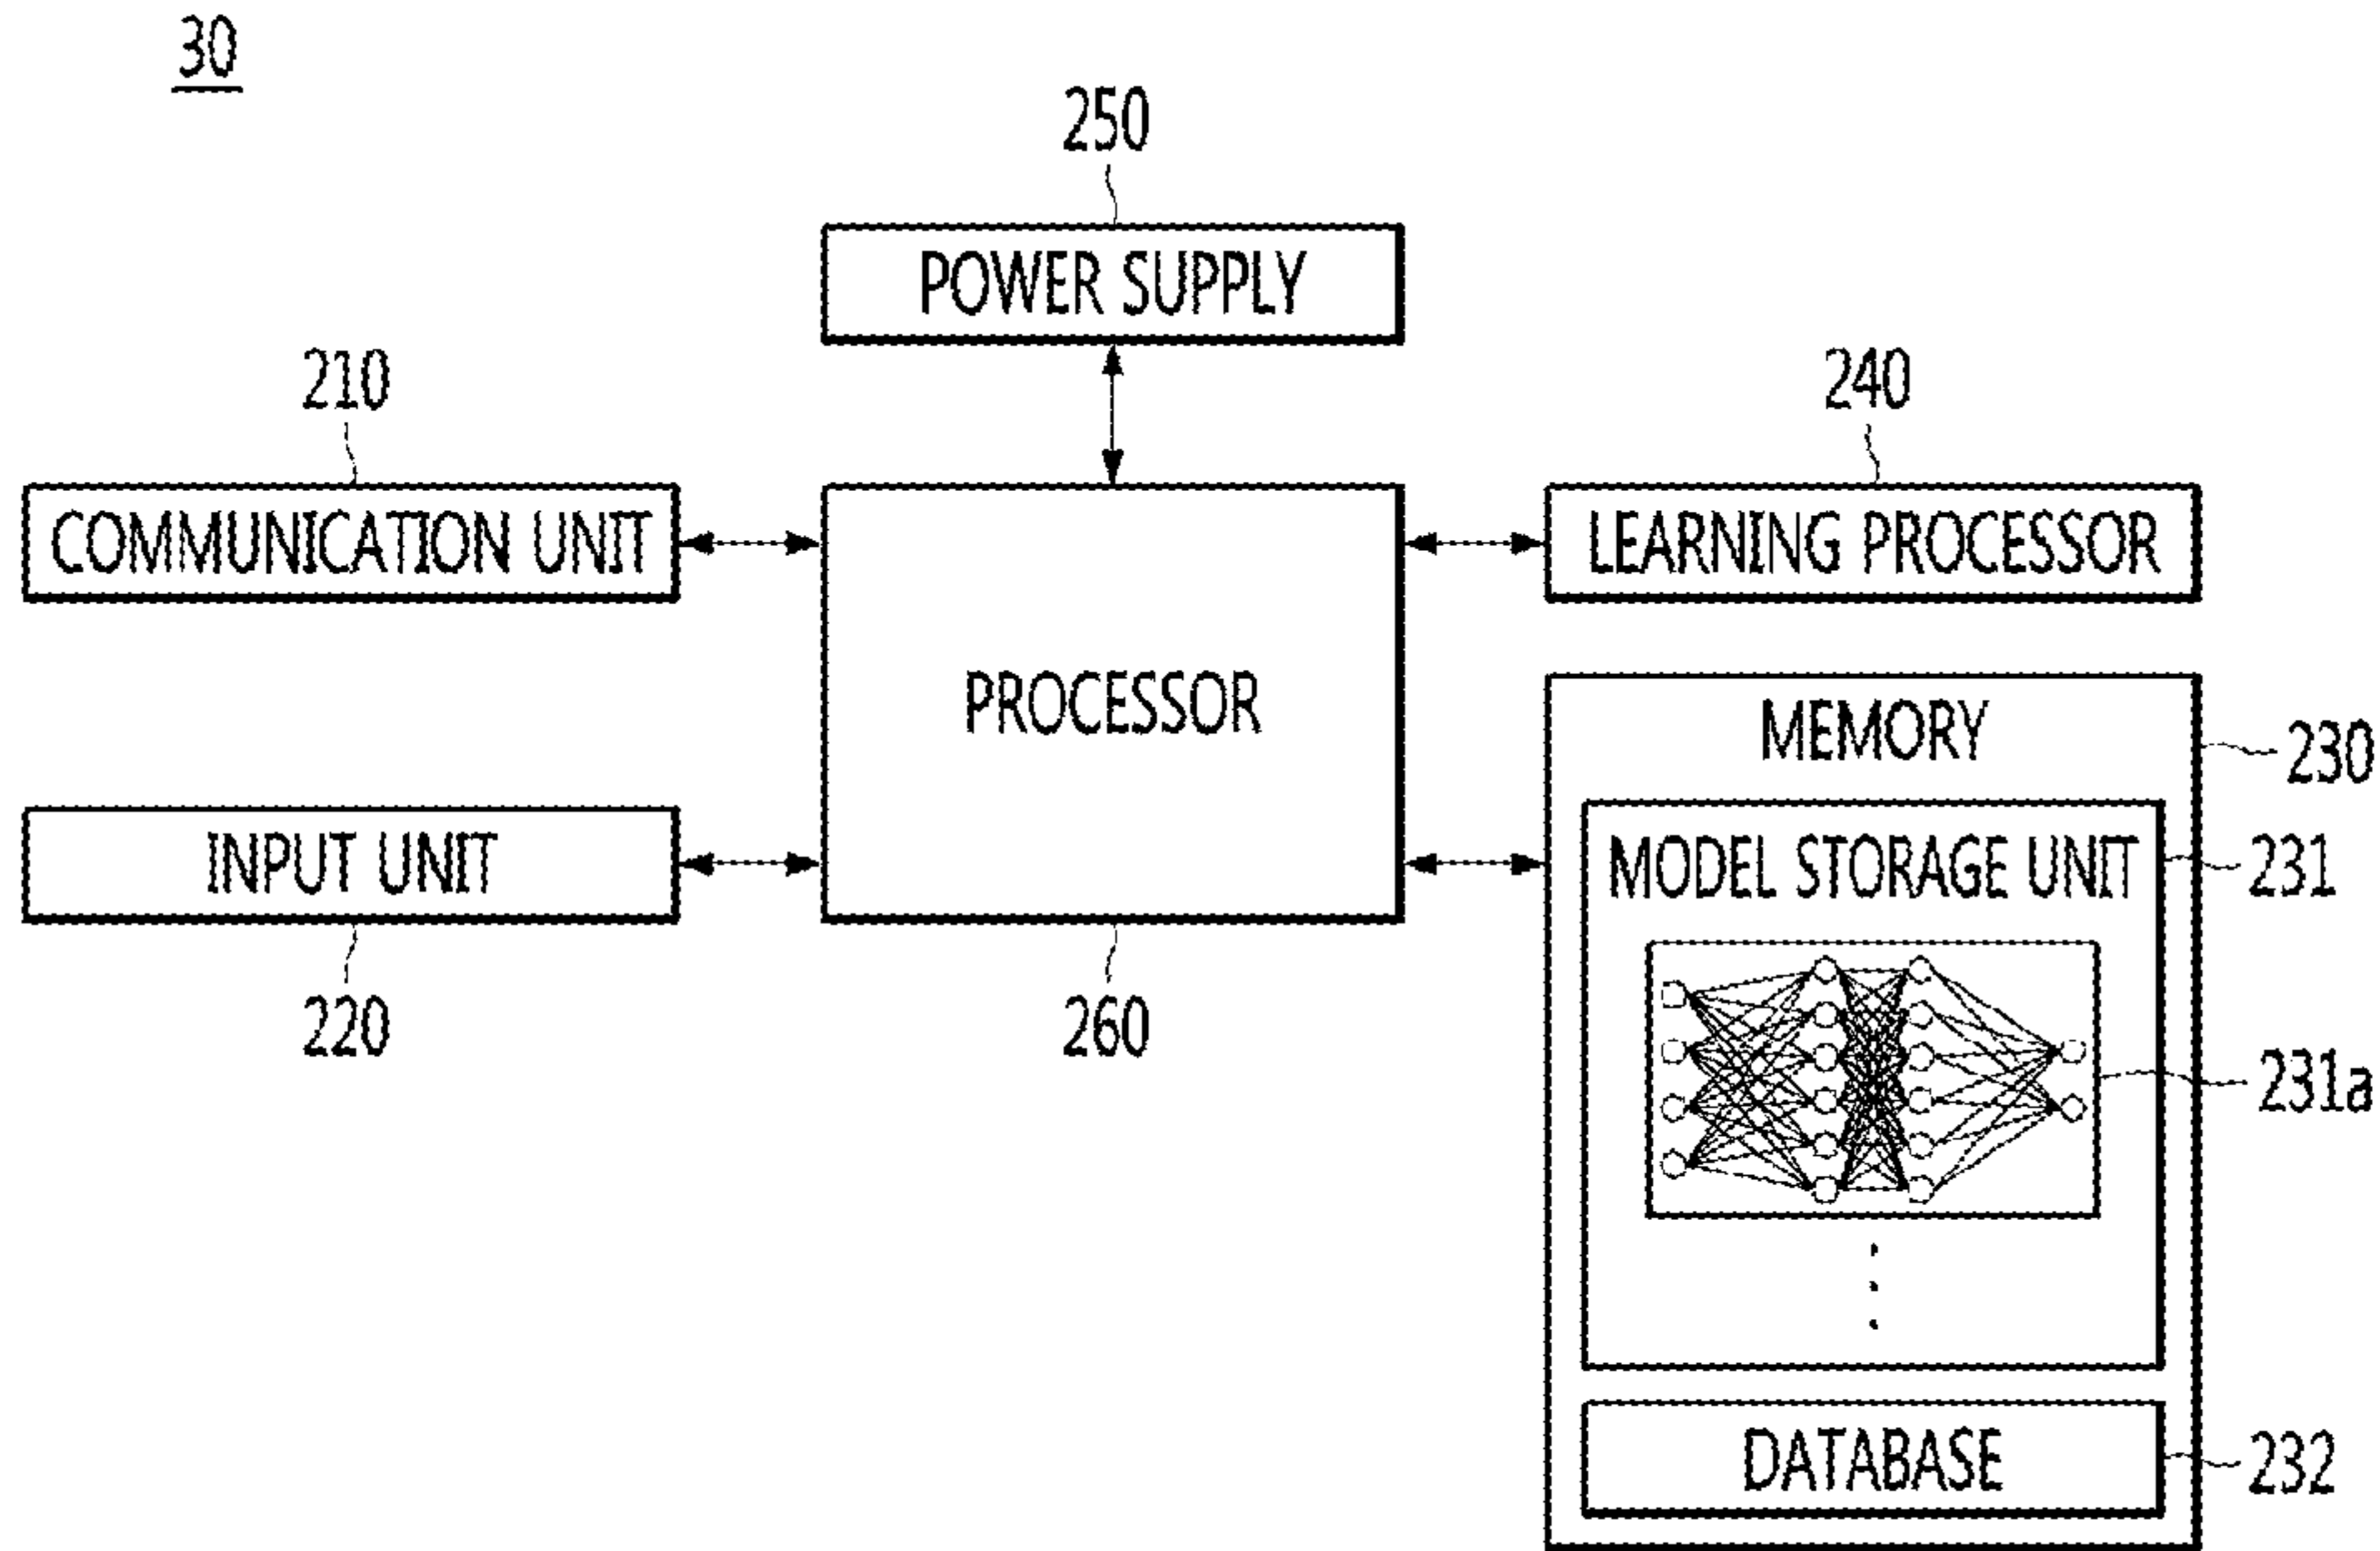 30
250
POWER SUPPLY
210
240
COMMUNICATION UNIT
LEARNING PROCESSOR
PROCESSOR
MEMORY
230
INPUT UNIT
MODEL STORAGE UNIT
231
220
260
231a
DATABASE
232